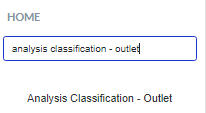 HOME
analysis classification - outlet
Analysis Classification - Outlet